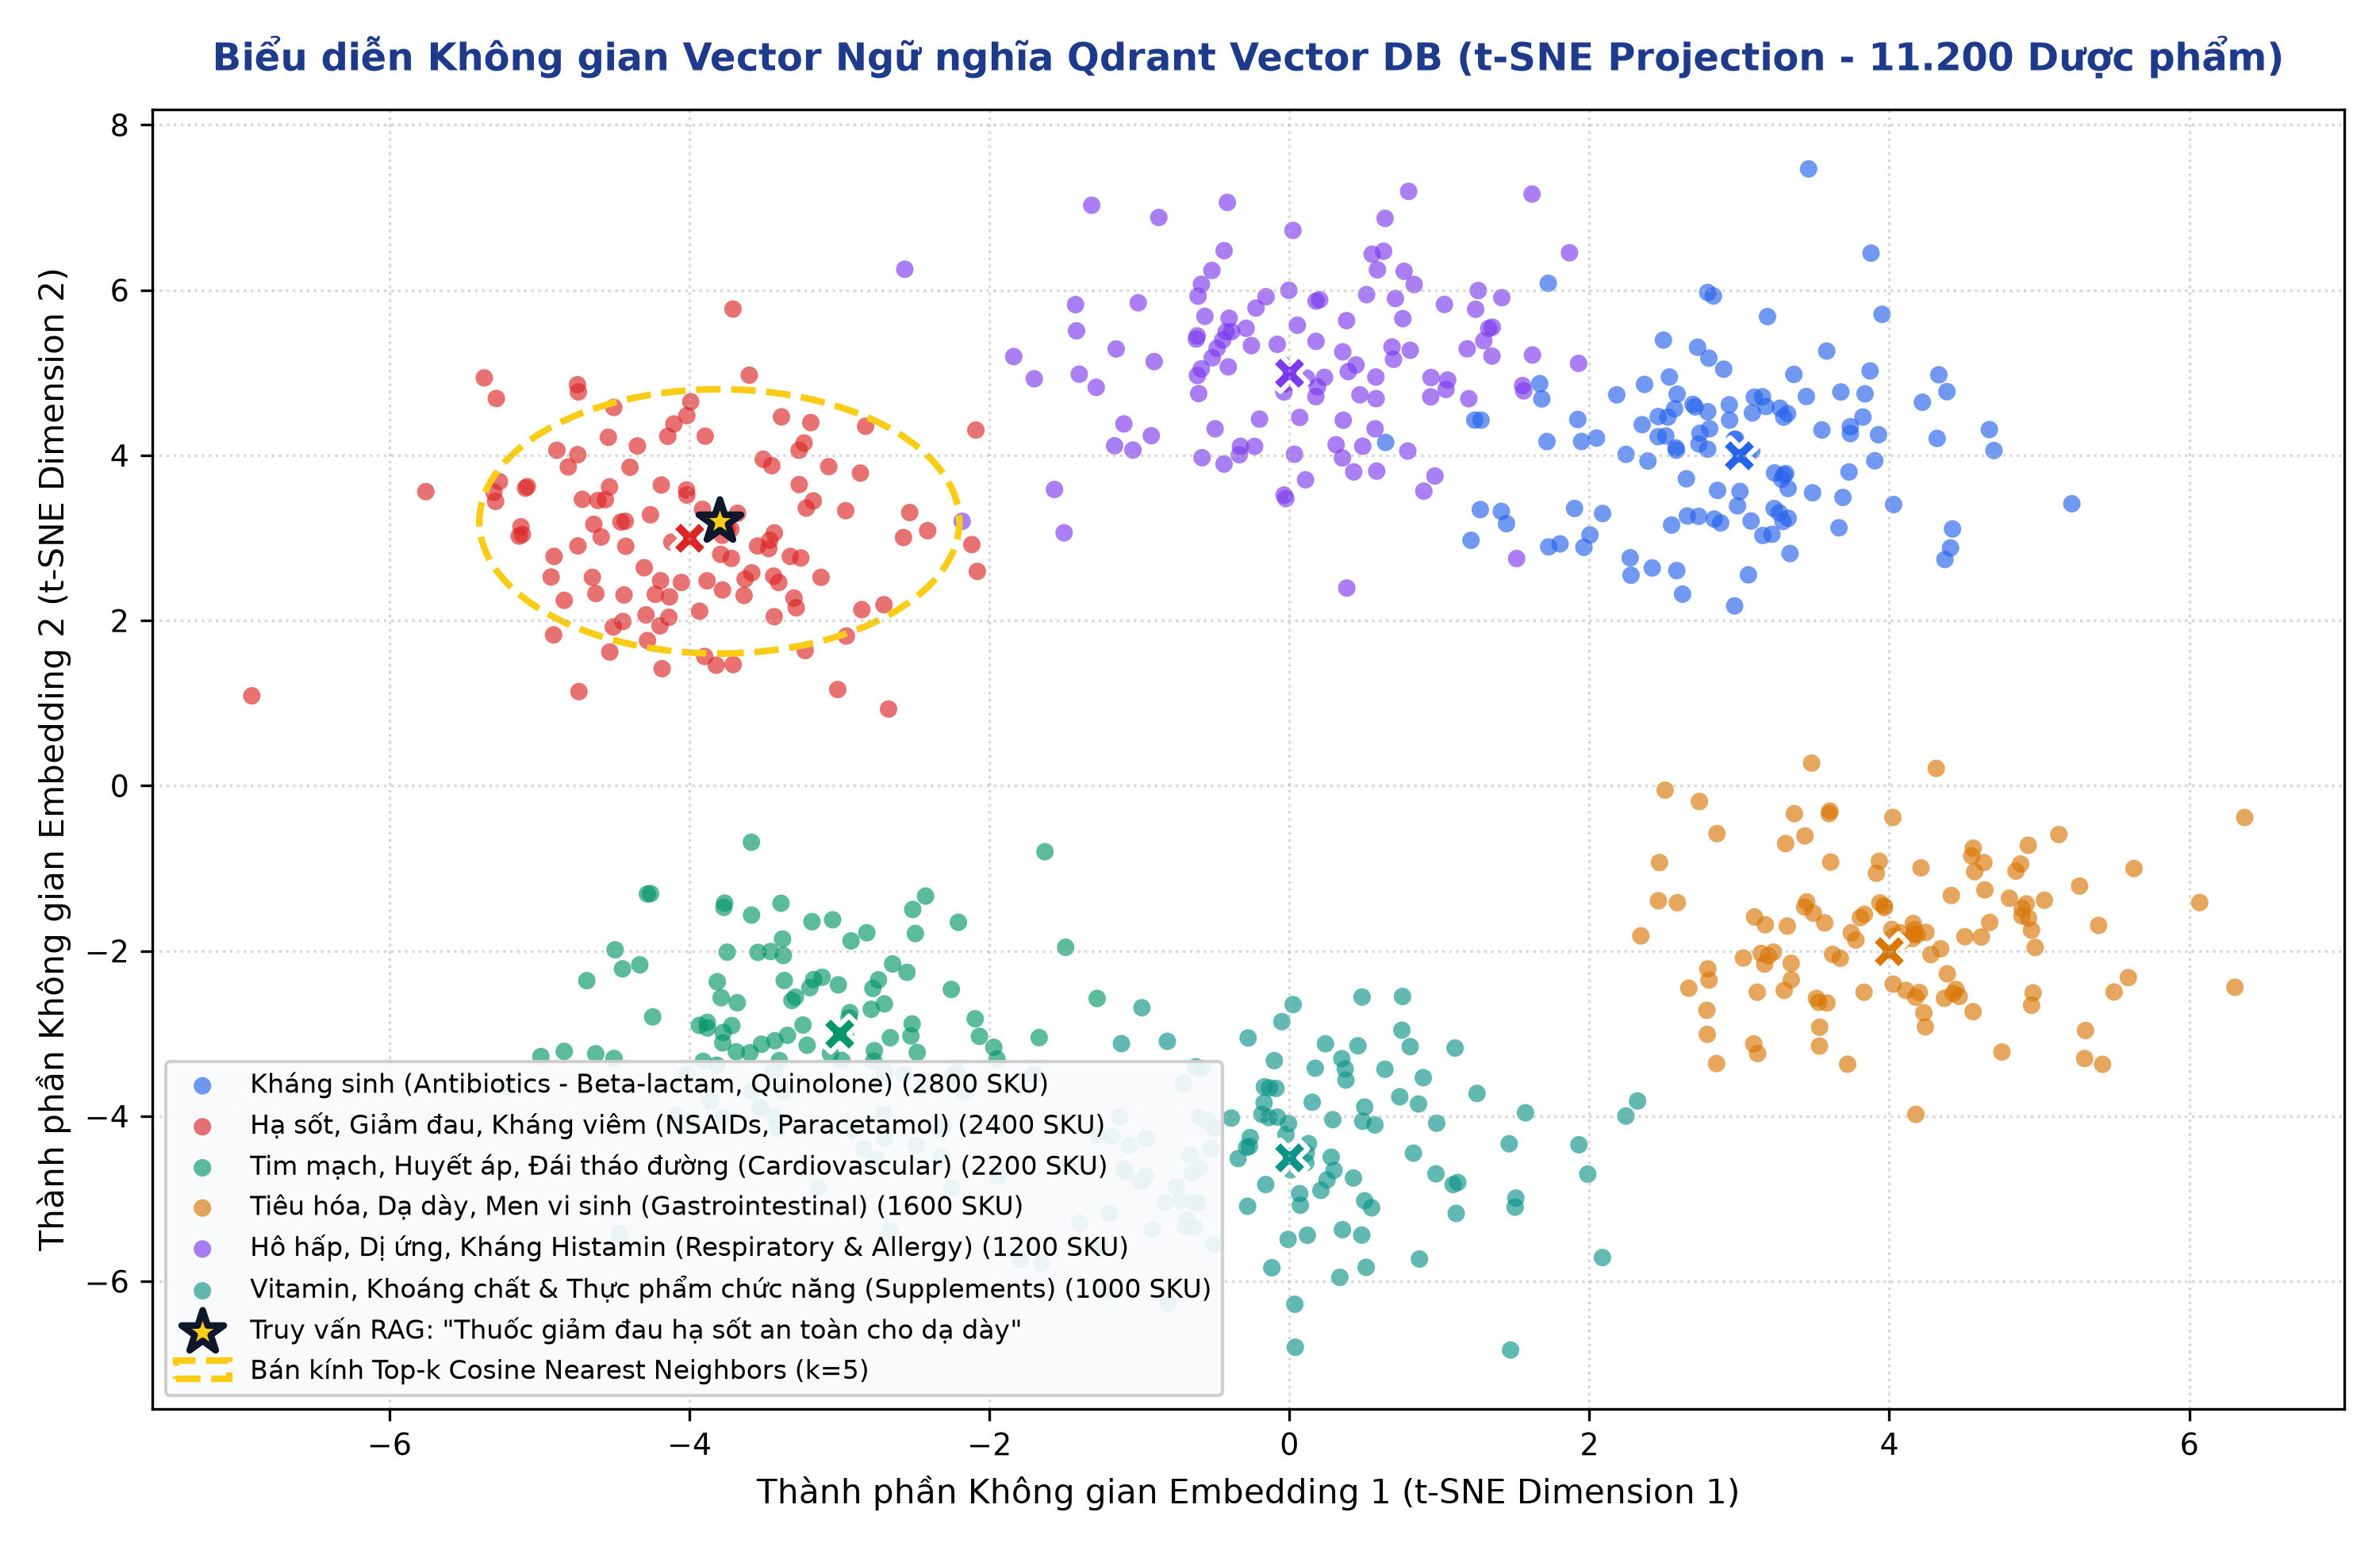 Biểu diễn Không gian Vector Ngữ nghĩa Qdrant Vector DB (t-SNE Projection - 11.200 Dược phẩm)
Thành phần Không gian Embedding 2 (t-SNE Dimension 2)
8
6
4
2
0
−2
−4
−6
Kháng sinh (Antibiotics - Beta-lactam, Quinolone) (2800 SKU)
Hạ sốt, Giảm đau, Kháng viêm (NSAIDs, Paracetamol) (2400 SKU)
Tim mạch, Huyết áp, Đái tháo đường (Cardiovascular) (2200 SKU)
Tiêu hóa, Dạ dày, Men vi sinh (Gastrointestinal) (1600 SKU)
Hô hấp, Dị ứng, Kháng Histamin (Respiratory & Allergy) (1200 SKU)
Vitamin, Khoáng chất & Thực phẩm chức năng (Supplements) (1000 SKU)
Truy vấn RAG: "Thuốc giảm đau hạ sốt an toàn cho dạ dày"
Bán kính Top-k Cosine Nearest Neighbors (k=5)
−6 −4 −2 0 2 4 6
Thành phần Không gian Embedding 1 (t-SNE Dimension 1)